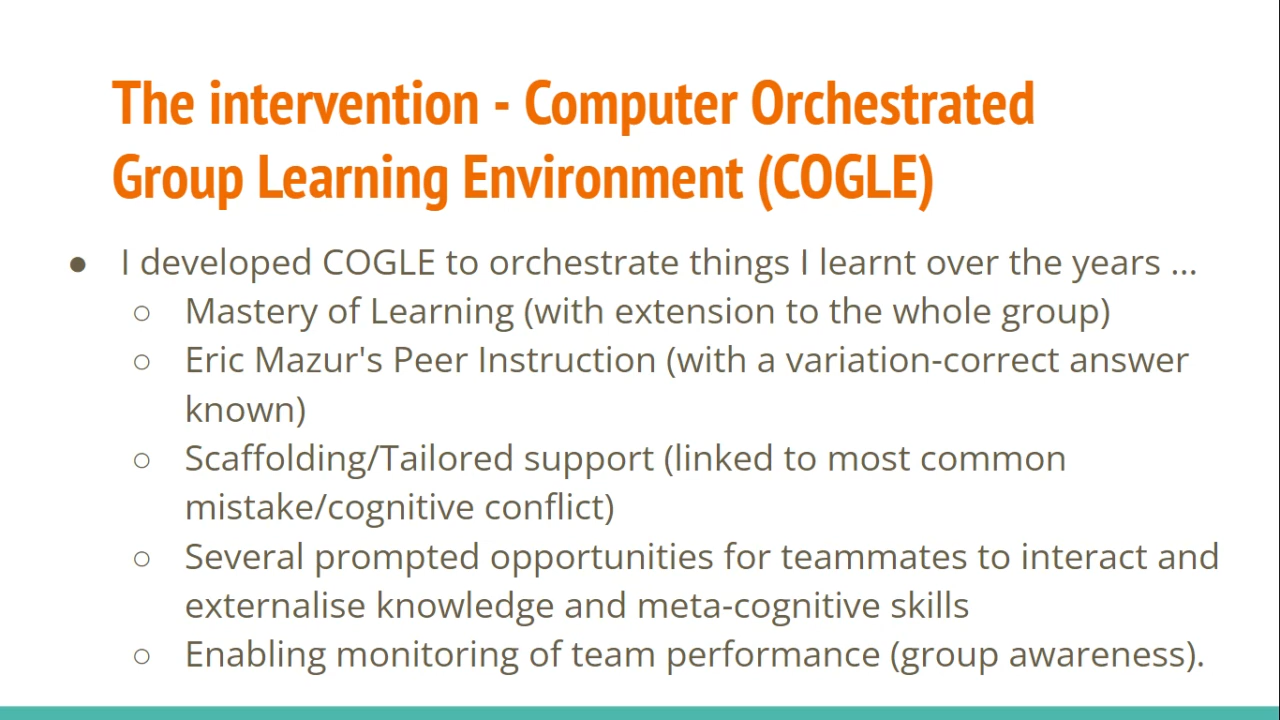 The intervention - Computer Orchestrated
Group Learning Environment (COGLE)
● I developed COGLE to orchestrate things I learnt over the years ...
○ Mastery of Learning (with extension to the whole group)
○ Eric Mazur's Peer Instruction (with a variation-correct answer
known)
○ Scaffolding/Tailored support (linked to most common
mistake/cognitive conflict)
○ Several prompted opportunities for teammates to interact and
externalise knowledge and meta-cognitive skills
○ Enabling monitoring of team performance (group awareness).